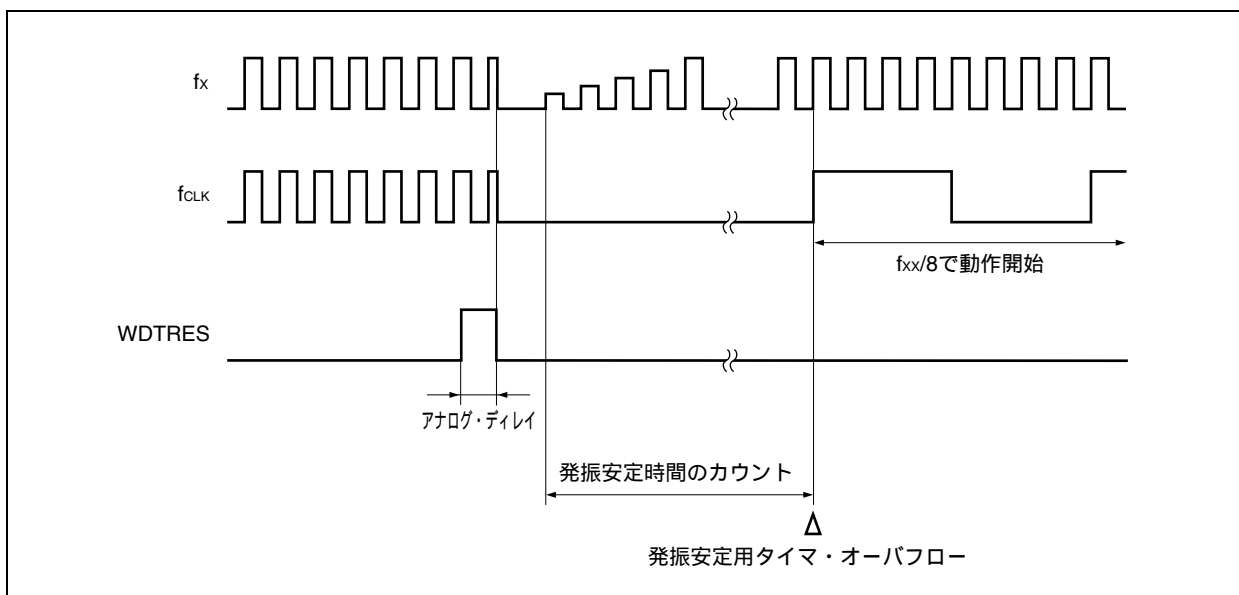 fX
fCLK
fXX/8で動作開始
WDTRES
アナログ・ディレイ
発振安定時間のカウント
発振安定用タイマ・オーバフロー